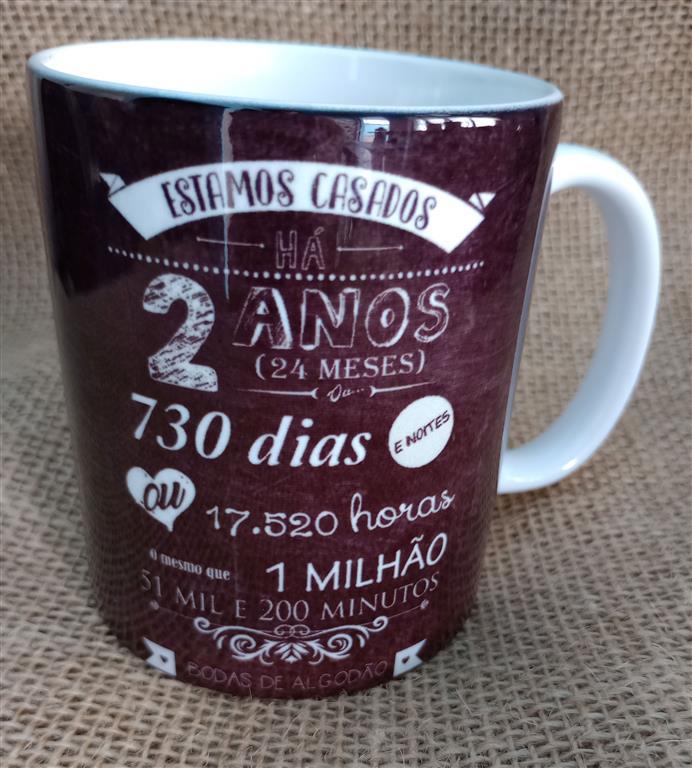 ESTAMOS CASADOS
HÁ
2 ANOS
(24 MESES)
Ou...
730 dias E NOITES
OU 17.520 horas
o mesmo que 1 MILHÃO
51 MIL E 200 MINUTOS
BODAS DE ALGODÃO